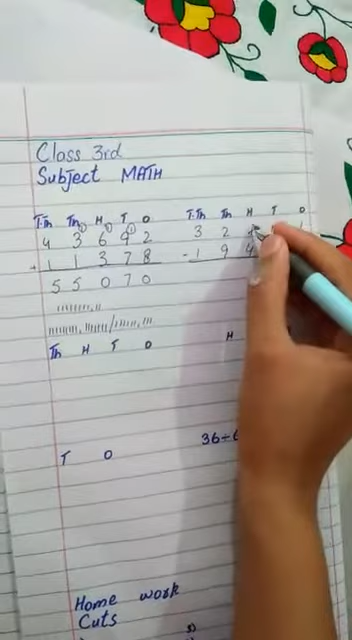 Class 3rd
Subject MATH
T.Th Th H T O T.Th Th H T O
4 3 6 9 2 3 2
+ 1 1 3 7 8 - 1 9 4
5 5 0 7 0
Th H T O H
T O 36÷6
Home work
Cuts